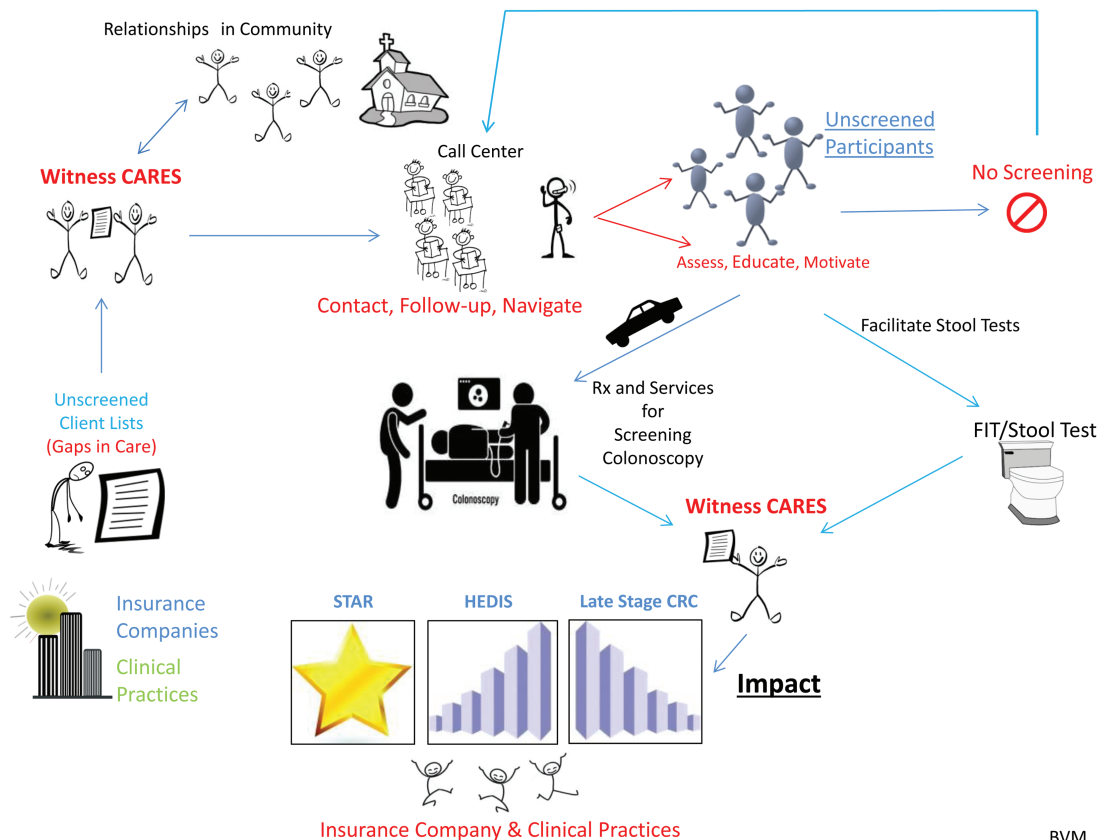 Relationships in Community
Witness CARES
Call Center
Contact, Follow-up, Navigate
Unscreened
Participants
Assess, Educate, Motivate
No Screening
Unscreened
Client Lists
(Gaps in Care)
Insurance
Companies
Clinical
Practices
Rx and Services
for
Screening
Colonoscopy
Colonoscopy
Facilitate Stool Tests
FIT/Stool Test
Witness CARES
STAR
HEDIS
Late Stage CRC
Impact
Insurance Company & Clinical Practices
BVM